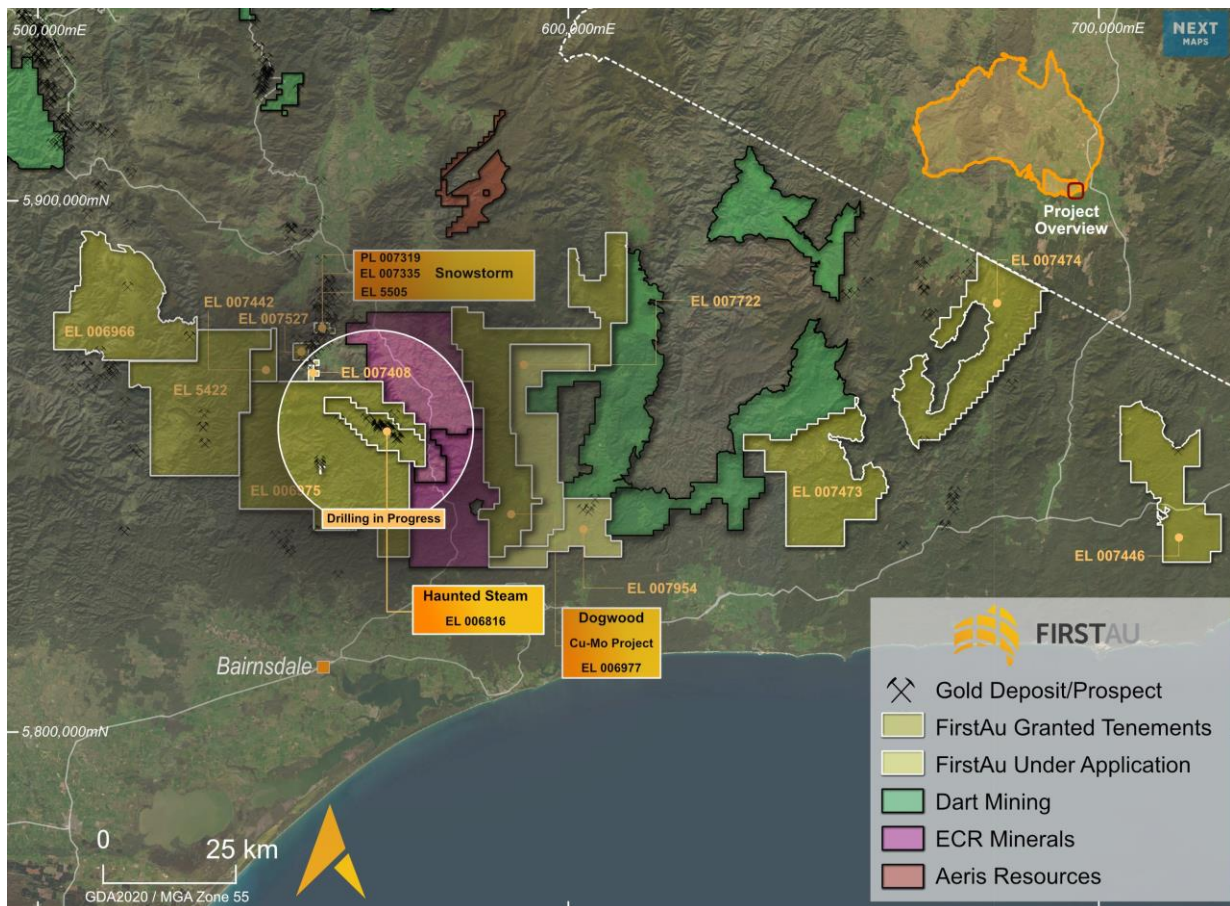 500,000mE
600,000mE
700,000mE
NEXT
MAPS
5,900,000mN
Project
Overview
PL 007319
EL 007335
Snowstorm
EL 5505
EL 007474
EL 007442
EL 007527
EL 007722
EL 006966
EL 007408
EL 5422
EL 006975
EL 007473
Drilling in Progress
EL 007446
Haunted Steam
EL 006816
EL 007954
Dogwood
Cu-Mo Project
EL 006977
Bairnsdale
5,800,000mN
FIRSTAU
Gold Deposit/Prospect
FirstAu Granted Tenements
FirstAu Under Application
Dart Mining
ECR Minerals
Aeris Resources
0
25 km
GDA2020 / MGA Zone 55